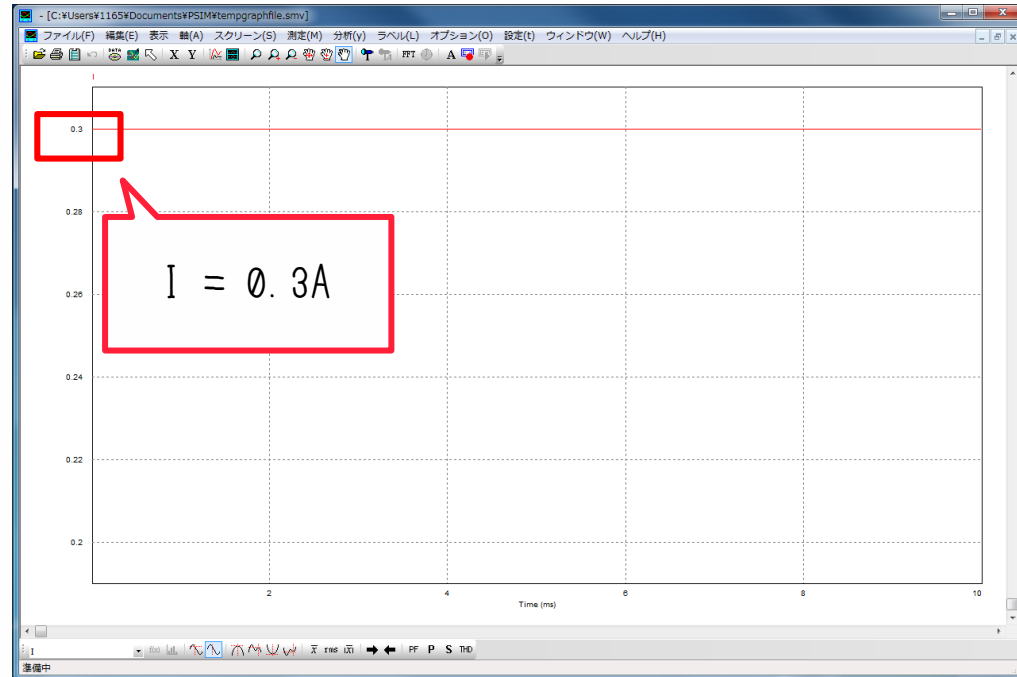 - [C:¥Users¥1165¥Documents¥PSIM¥tempgraphfile.smv]
ファイル(F) 編集(E) 表示 軸(A) スクリーン(S) 測定(M) 分析(y) ラベル(L) オプション(O) 設定(t) ウィンドウ(W) ヘルプ(H)
DATA X Y FFT A
I
0.3
0.28
I = 0.3A
0.26
0.24
0.22
0.2
2 4 6 8 10
Time (ms)
I f(x) x rms |x| PF P S THD
準備中